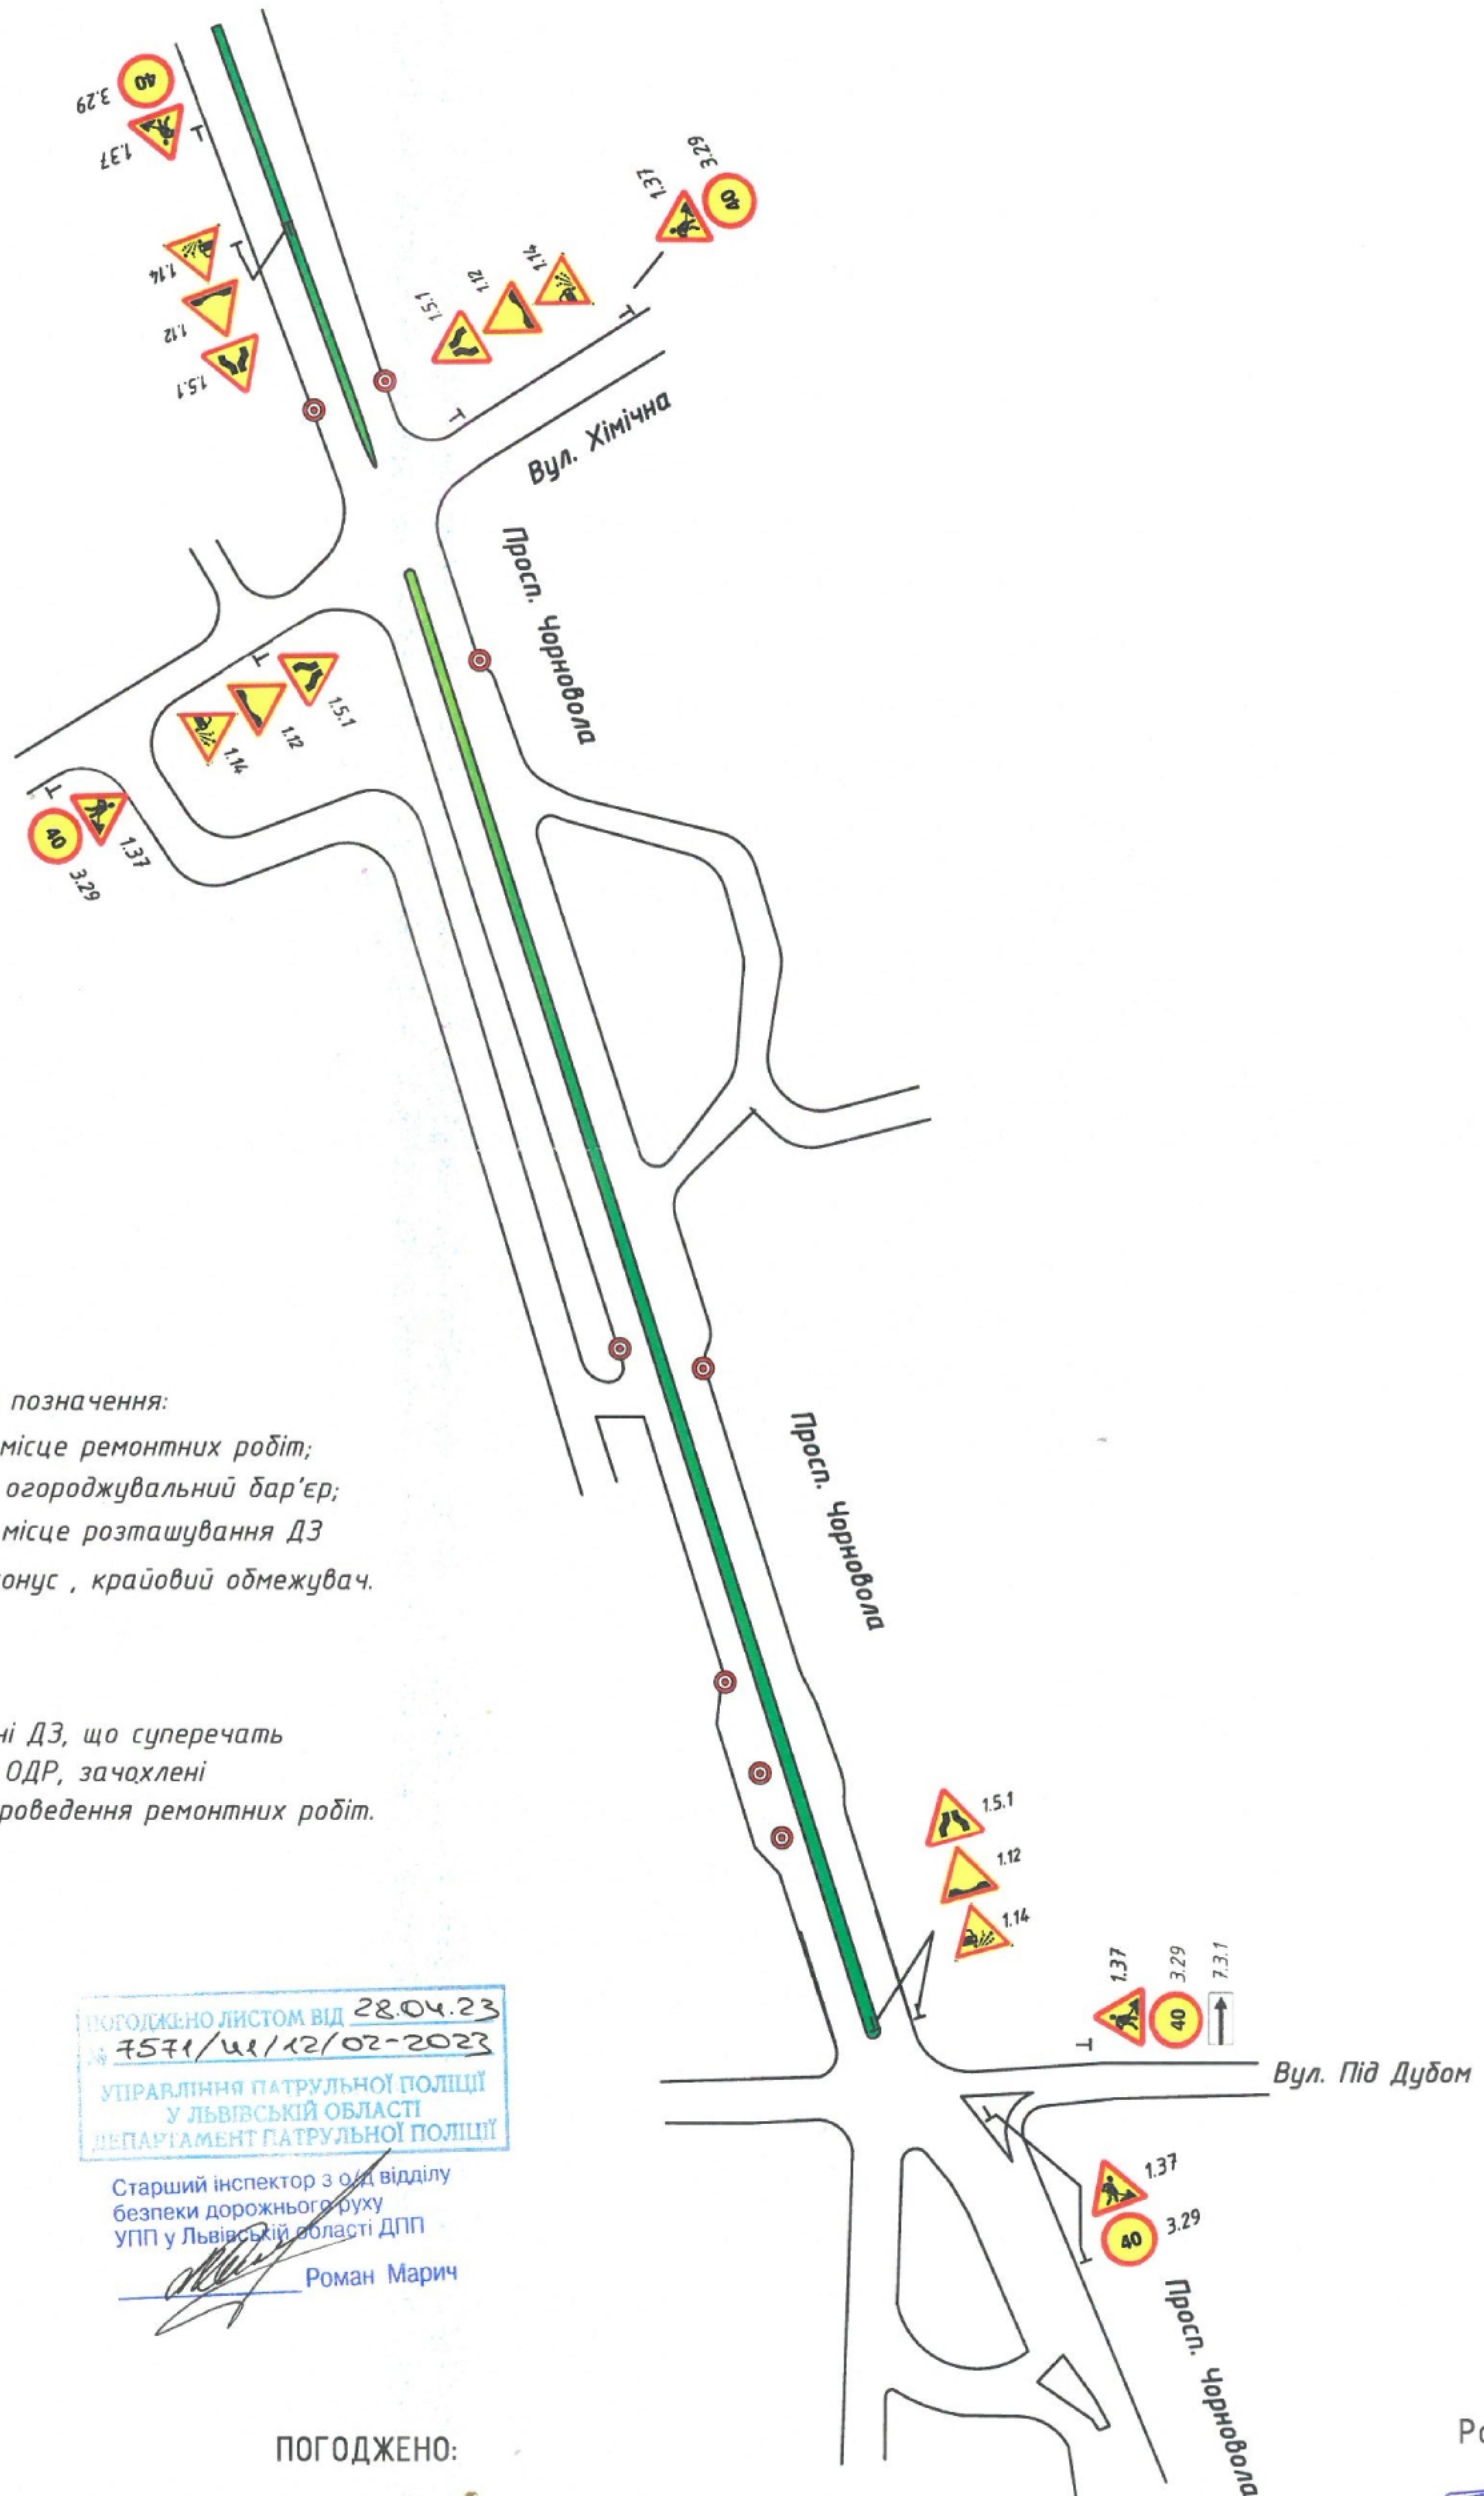 3.29
40
1.37
1.14
1.12
1.5.1
3.29
40
1.37
1.14
1.12
1.5.1
Вул. Хімічна
Просп. Чорновола
1.5.1
1.12
1.14
1.37
40
3.29
позначення:
місце ремонтних робіт;
огороджувальний бар'єр;
місце розташування ДЗ
онус , крайовий обмежувач.
Просп. Чорновола
ні ДЗ, що суперечать
ОДР, зачохлені
роведення ремонтних робіт.
1.5.1
1.12
1.14
1.37
3.29
7.3.1
40
Вул. Під Дубом
1.37
3.29
40
Просп. Чорновола
ПОГОДЖЕНО ЛИСТОМ ВІД 28.04.23
№ 7571/41/12/02-2023
УПРАВЛІННЯ ПАТРУЛЬНОЇ ПОЛІЦІЇ
У ЛЬВІВСЬКІЙ ОБЛАСТІ
ДЕПАРТАМЕНТ ПАТРУЛЬНОЇ ПОЛІЦІЇ
Старший інспектор з о/д відділу
безпеки дорожнього руху
УПП у Львівській області ДПП
Роман Марич
ПОГОДЖЕНО:
Ро